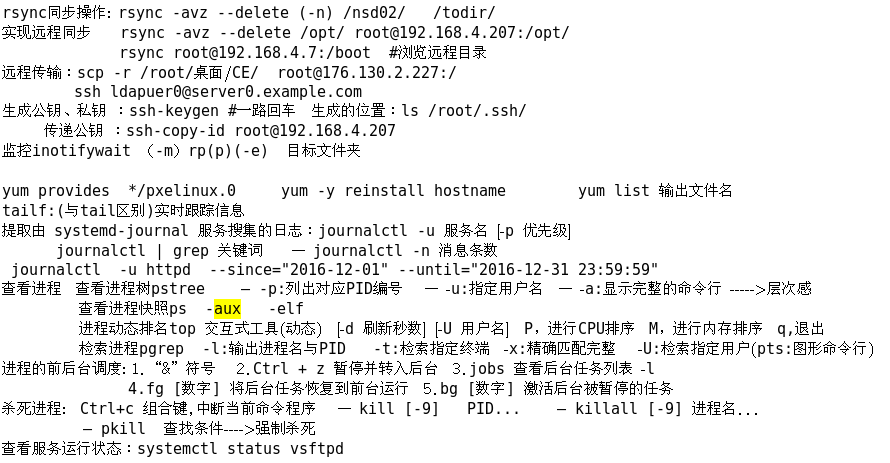 rsync同步操作: rsync -avz --delete (-n) /nsd02/ /todir/
实现远程同步 rsync -avz --delete /opt/ root@192.168.4.207:/opt/
rsync root@192.168.4.7:/boot #浏览远程目录
远程传输：scp -r /root/桌面/CE/ root@176.130.2.227:/
ssh ldapuer0@server0.example.com
生成公钥、私钥 ：ssh-keygen #一路回车 生成的位置：ls /root/.ssh/
传递公钥 ：ssh-copy-id root@192.168.4.207
监控inotifywait （-m）rp(p)(-e) 目标文件夹
yum provides */pxelinux.0 yum -y reinstall hostname yum list 输出文件名
tailf:(与tail区别)实时跟踪信息
提取由 systemd-journal 服务搜集的日志：journalctl -u 服务名 [-p 优先级]
journalctl | grep 关键词 — journalctl -n 消息条数
journalctl -u httpd --since="2016-12-01" --until="2016-12-31 23:59:59"
查看进程 查看进程树pstree — -p:列出对应PID编号 — -u:指定用户名 — -a:显示完整的命令行 ----->层次感
查看进程快照ps -aux -elf
进程动态排名top 交互式工具(动态) [-d 刷新秒数] [-U 用户名] P，进行CPU排序 M，进行内存排序 q,退出
检索进程pgrep -l:输出进程名与PID -t:检索指定终端 -x:精确匹配完整 -U:检索指定用户(pts:图形命令行)
进程的前后台调度:1.“&”符号 2.Ctrl + z 暂停并转入后台 3.jobs 查看后台任务列表 -l
4.fg [数字] 将后台任务恢复到前台运行 5.bg [数字] 激活后台被暂停的任务
杀死进程: Ctrl+c 组合键,中断当前命令程序 — kill [-9] PID... — killall [-9] 进程名...
— pkill 查找条件---->强制杀死
查看服务运行状态：systemctl status vsftpd